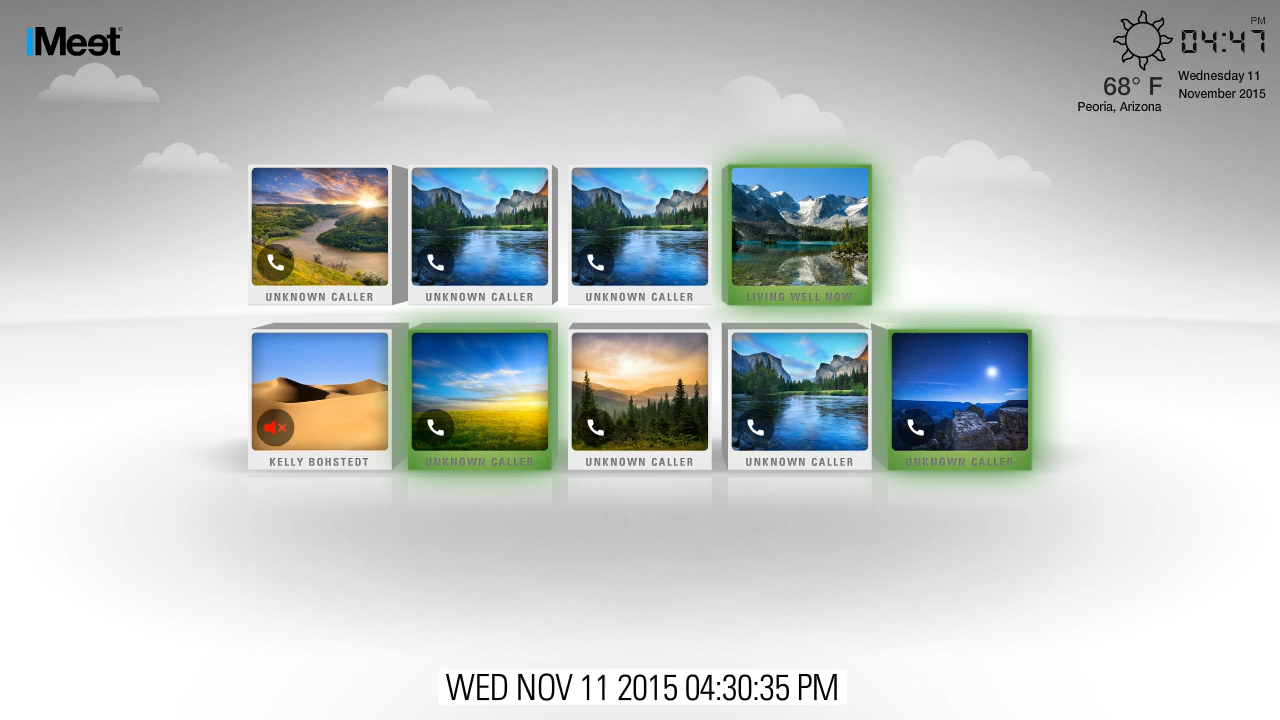 iMeet
PM
04:47
68° F
Peoria, Arizona
Wednesday 11
November 2015
UNKNOWN CALLER
UNKNOWN CALLER
UNKNOWN CALLER
LIVING WELL NOW
KELLY BOHSTEDT
UNKNOWN CALLER
UNKNOWN CALLER
UNKNOWN CALLER
UNKNOWN CALLER
WED NOV 11 2015 04:30:35 PM